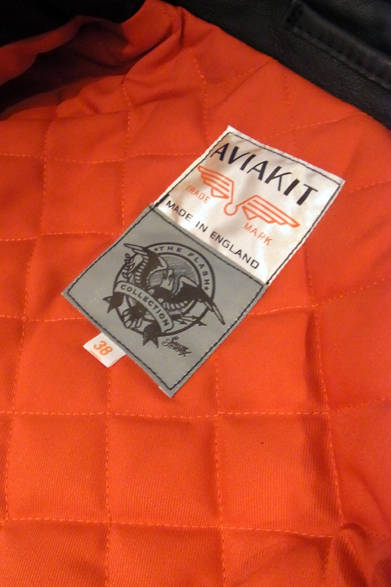 AVIAKIT
TRADE MARK
MADE IN ENGLAND
THE FLASH
COLLECTION
38